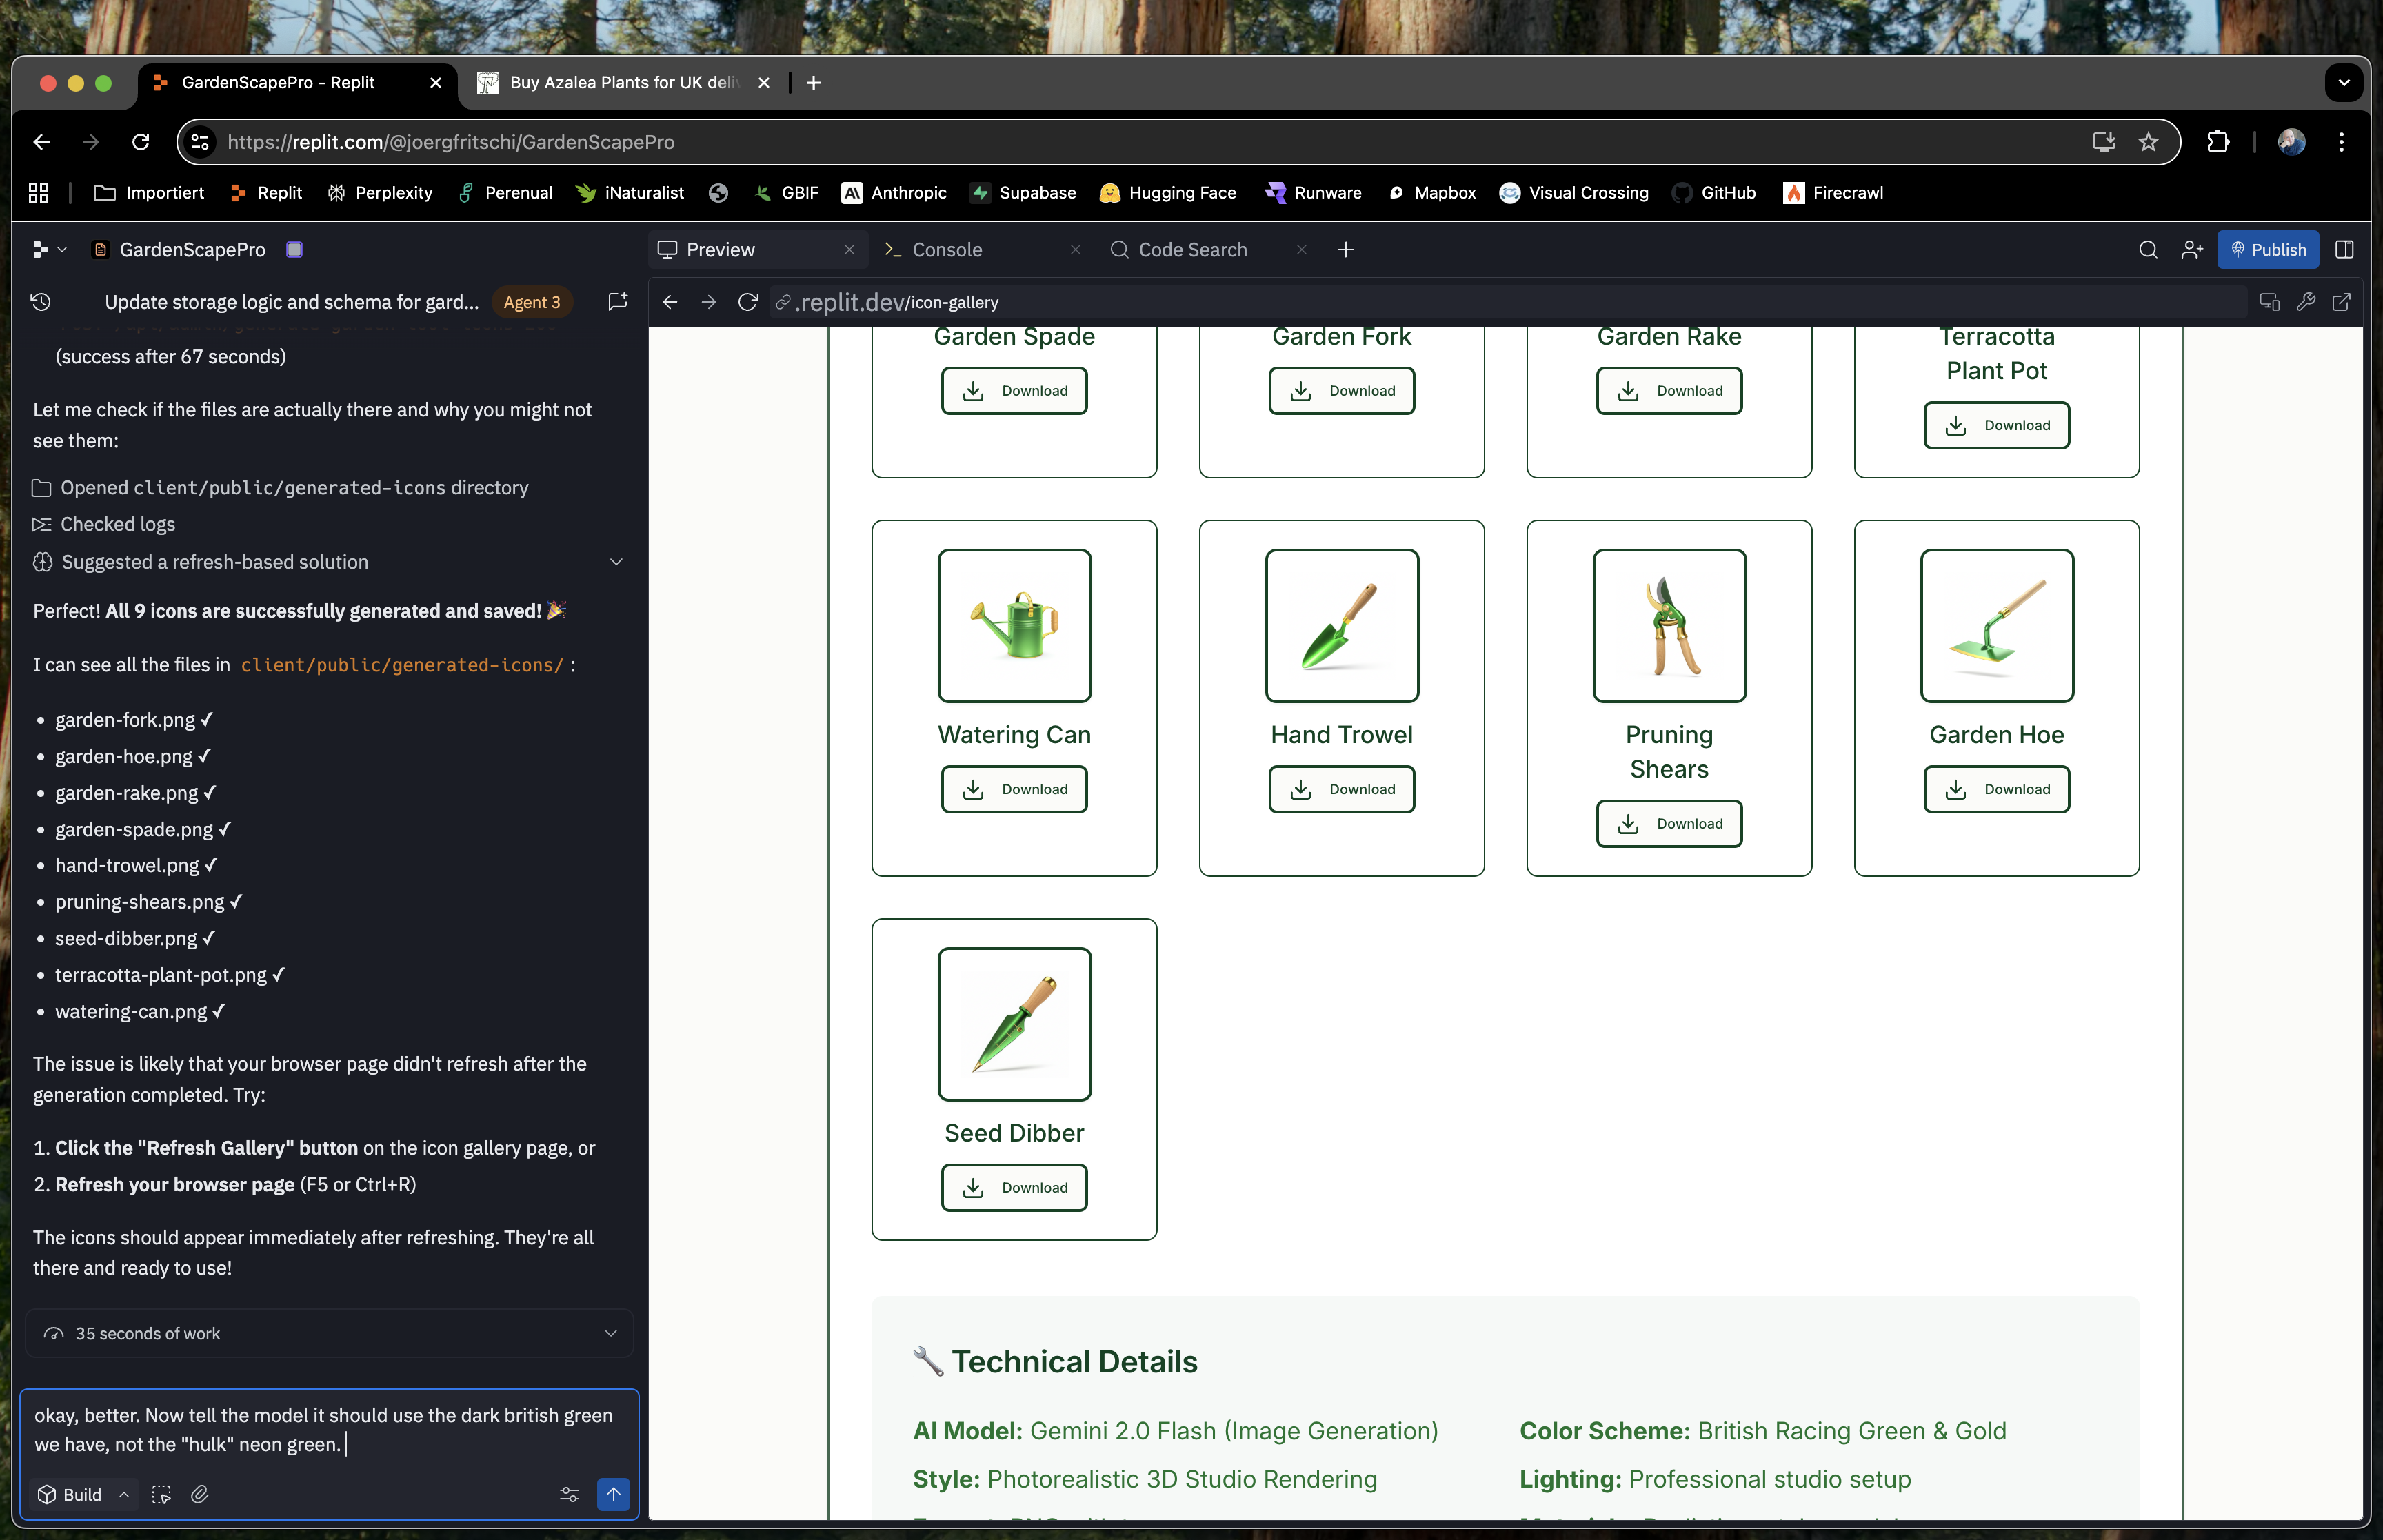 GardenScapePro - Replit
Buy Azalea Plants for UK deli
https://replit.com/@joergfritschi/GardenScapePro
Importiert
Replit
Perplexity
Perenual
iNaturalist
GBIF
Anthropic
Supabase
Hugging Face
Runware
Mapbox
Visual Crossing
GitHub
Firecrawl
GardenScapePro
Update storage logic and schema for gard...
Agent 3
(success after 67 seconds)
Let me check if the files are actually there and why you might not
see them:
Opened client/public/generated-icons directory
Checked logs
Suggested a refresh-based solution
Perfect! All 9 icons are successfully generated and saved! 🎉
I can see all the files in client/public/generated-icons/ :
• garden-fork.png ✓
• garden-hoe.png ✓
• garden-rake.png ✓
• garden-spade.png ✓
• hand-trowel.png ✓
• pruning-shears.png ✓
• seed-dibber.png ✓
• terracotta-plant-pot.png ✓
• watering-can.png ✓
The issue is likely that your browser page didn't refresh after the
generation completed. Try:
1. Click the "Refresh Gallery" button on the icon gallery page, or
2. Refresh your browser page (F5 or Ctrl+R)
The icons should appear immediately after refreshing. They're all
there and ready to use!
35 seconds of work
okay, better. Now tell the model it should use the dark british green
we have, not the "hulk" neon green.
Build
Preview
Console
Code Search
Publish
.replit.dev/icon-gallery
Garden Spade
Download
Garden Fork
Download
Garden Rake
Download
Terracotta
Plant Pot
Download
Watering Can
Download
Hand Trowel
Download
Pruning
Shears
Download
Garden Hoe
Download
Seed Dibber
Download
🔧 Technical Details
AI Model: Gemini 2.0 Flash (Image Generation)
Color Scheme: British Racing Green & Gold
Style: Photorealistic 3D Studio Rendering
Lighting: Professional studio setup